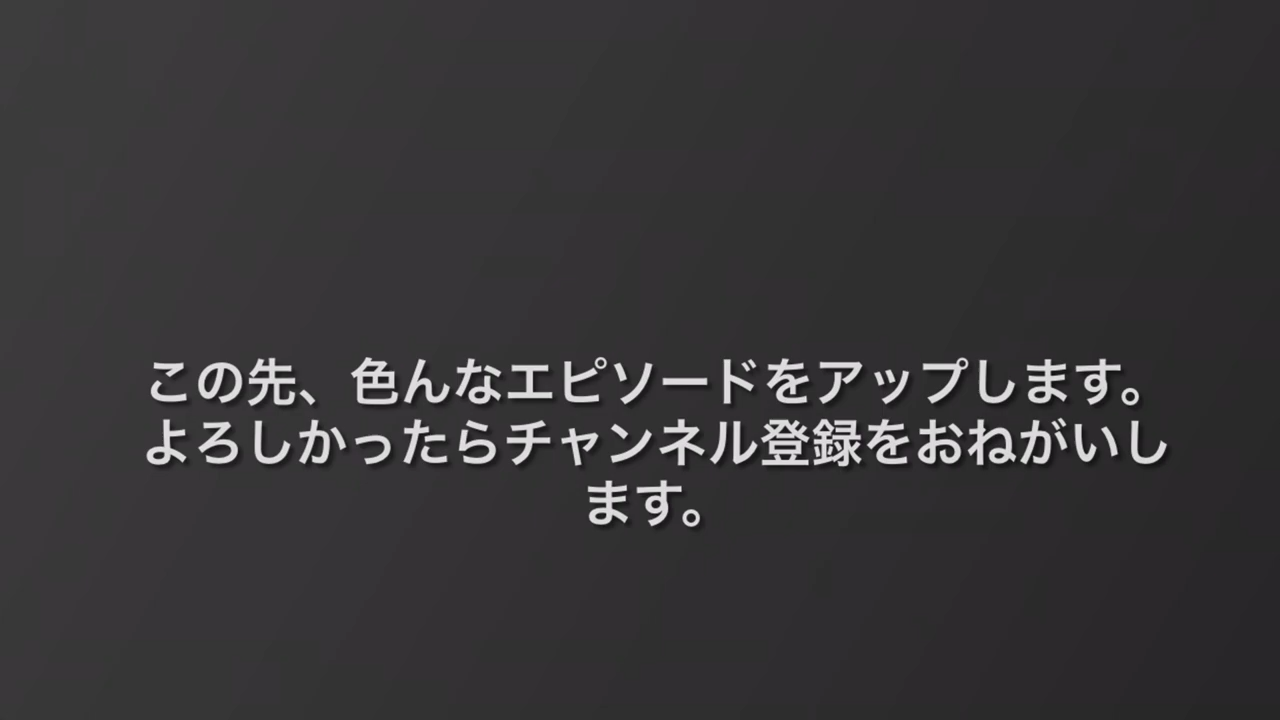 この先、色んなエピソードをアップします。
よろしかったらチャンネル登録をおねがいし
ます。